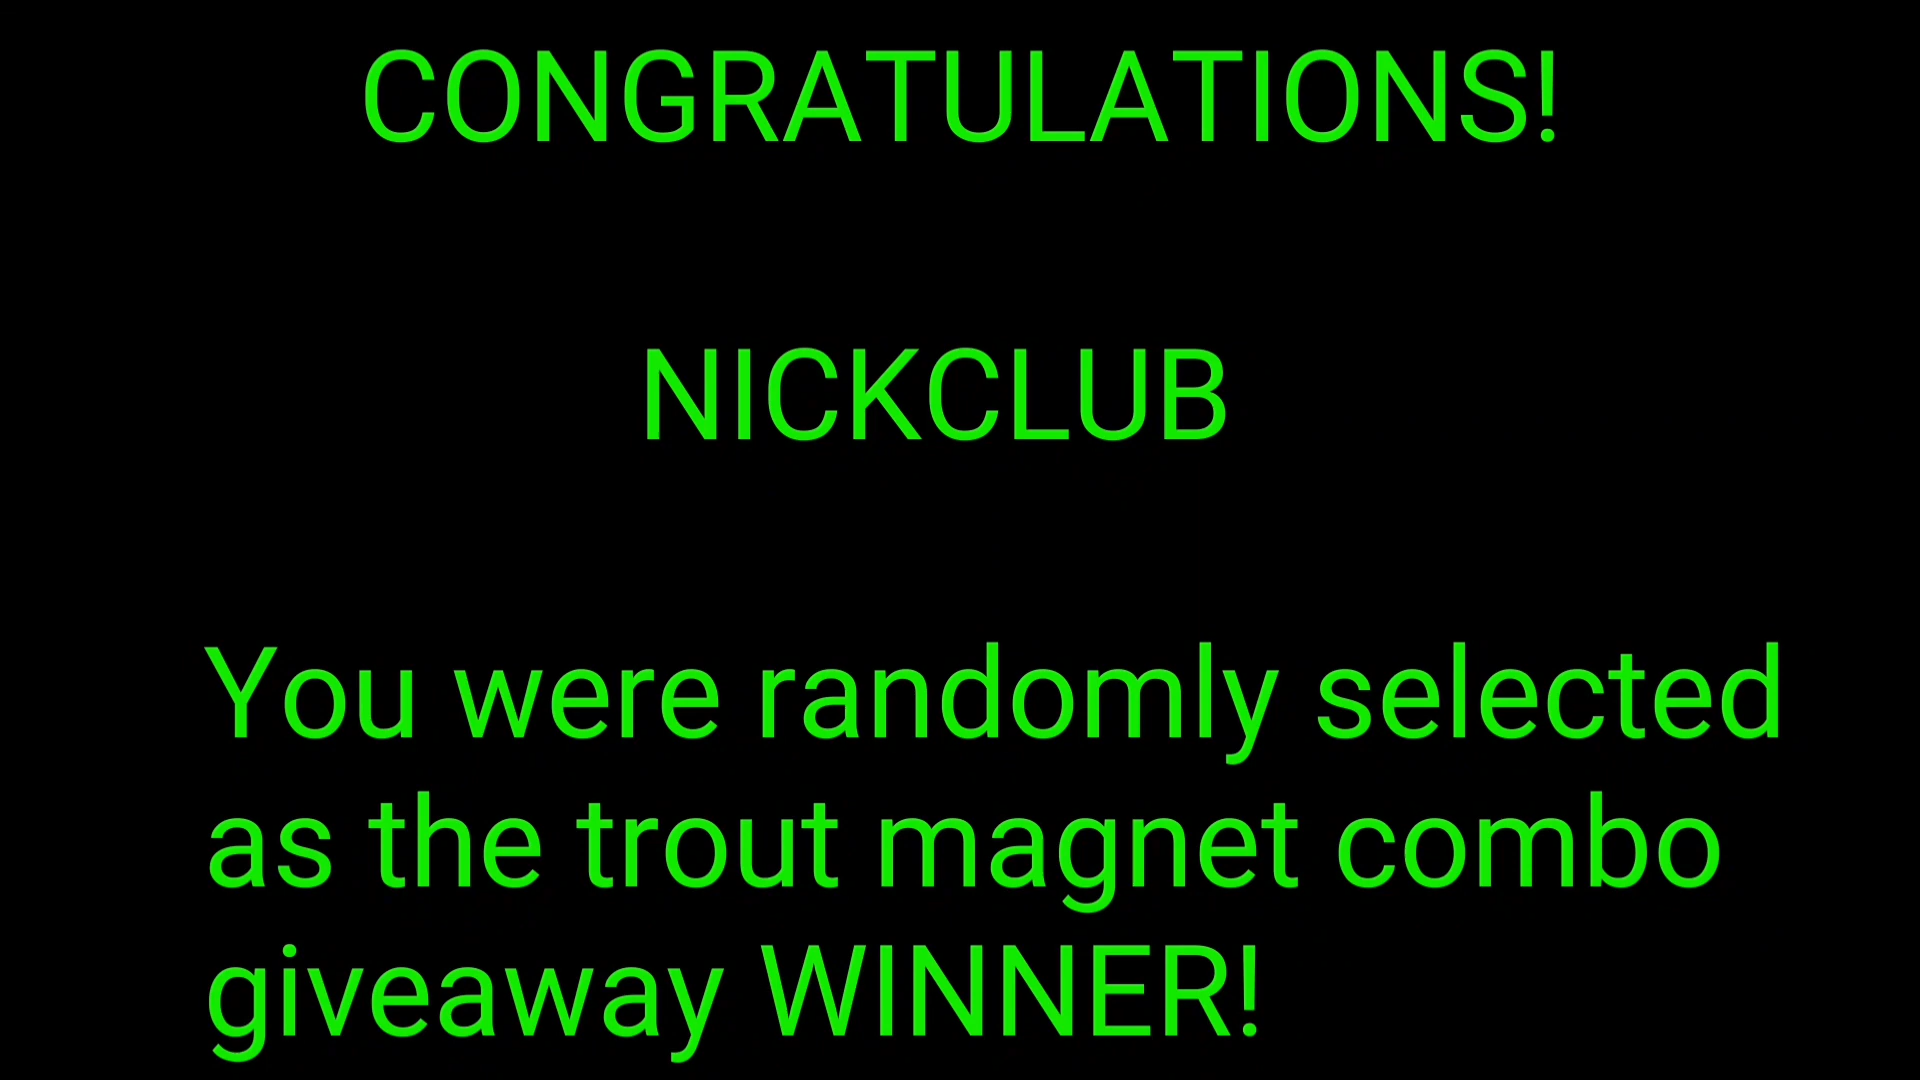 CONGRATULATIONS!
NICKCLUB
You were randomly selected
as the trout magnet combo
giveaway WINNER!